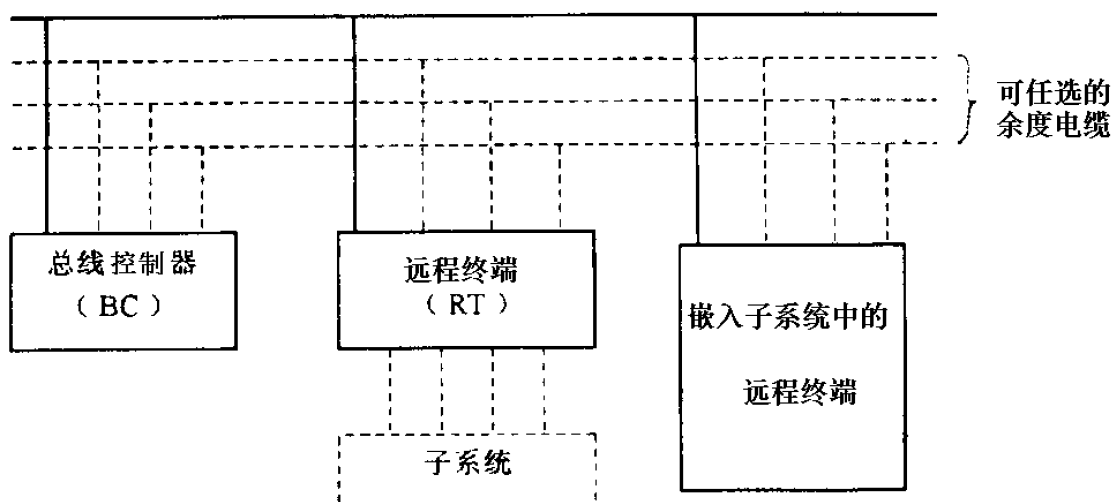 可任选的
余度电缆
总线控制器
（BC）
远程终端
（RT）
嵌入子系统中的
远程终端
子系统